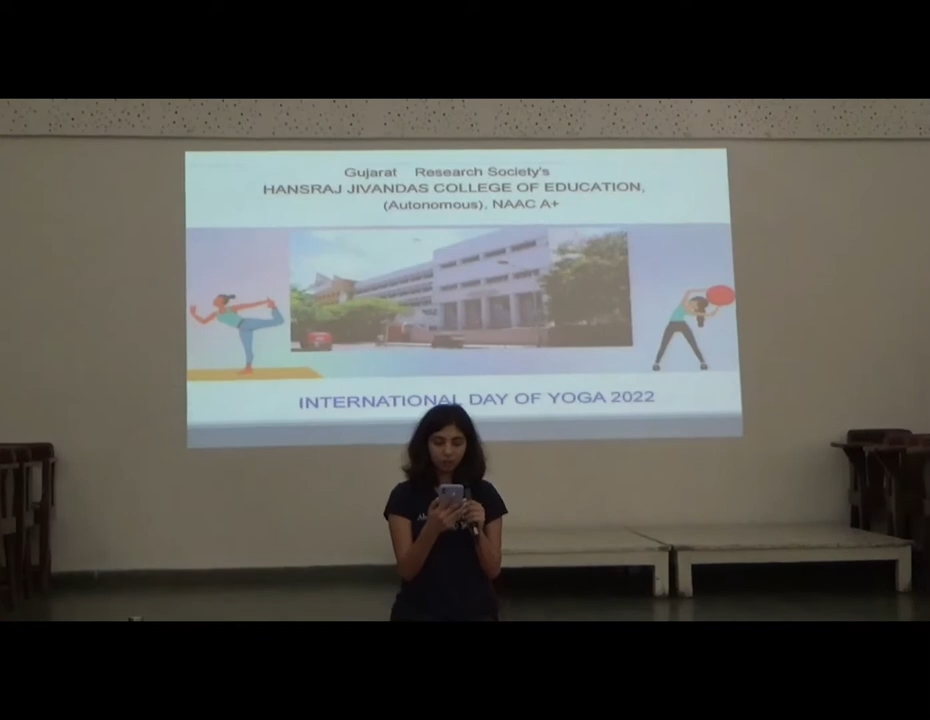 Gujarat Research Society's
HANSRAJ JIVANDAS COLLEGE OF EDUCATION,
(Autonomous), NAAC A+
INTERNATIONAL DAY OF YOGA 2022